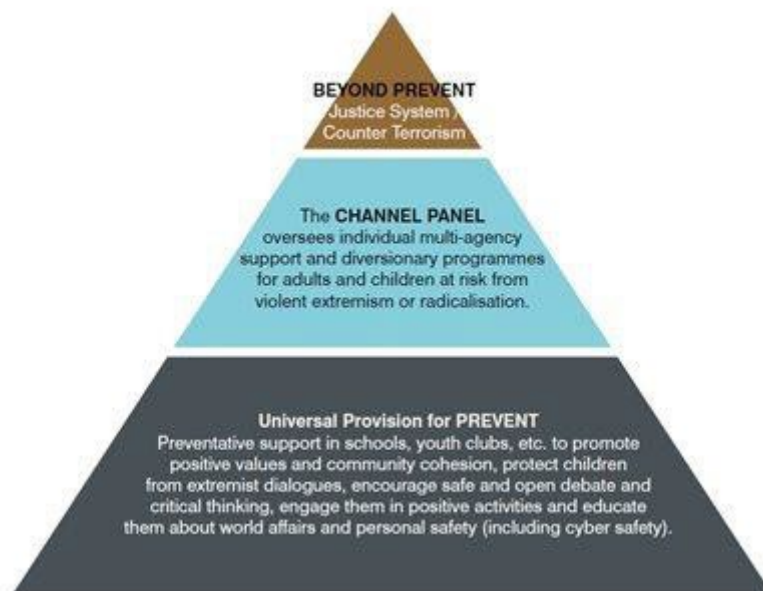 BEYOND PREVENT
Justice System /
Counter Terrorism
The CHANNEL PANEL
oversees individual multi-agency
support and diversionary programmes
for adults and children at risk from
violent extremism or radicalisation.
Universal Provision for PREVENT
Preventative support in schools, youth clubs, etc. to promote
positive values and community cohesion, protect children
from extremist dialogues, encourage safe and open debate and
critical thinking, engage them in positive activities and educate
them about world affairs and personal safety (including cyber safety).